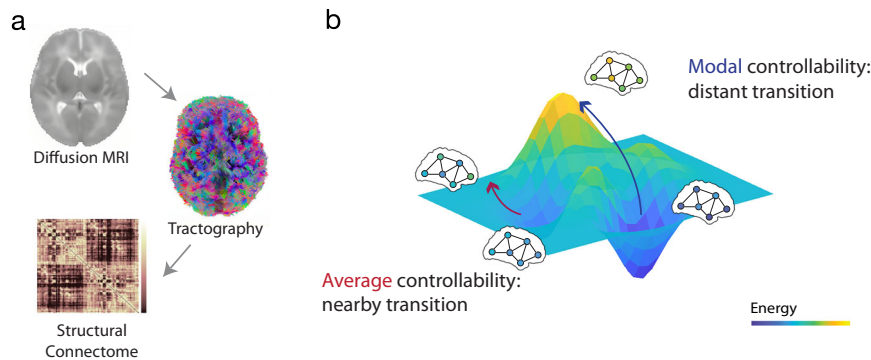 a
Diffusion MRI
Tractography
Structural
Connectome
b
Modal controllability:
distant transition
Average controllability:
nearby transition
Energy